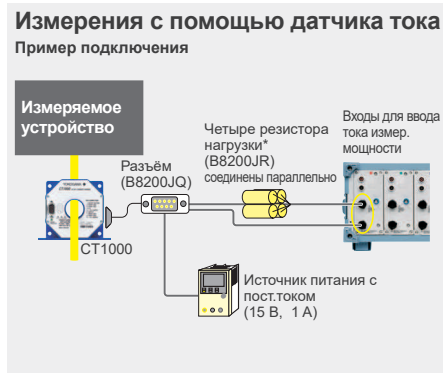 Измерения с помощью датчика тока
Пример подключения
Измеряемое
устройство
Четыре резистора
нагрузки*
(B8200JR)
соединены параллельно
Входы для ввода
тока измер.
мощности
Разъём
(B8200JQ)
CT1000
Источник питания с
пост.током
(15 В, 1 А)